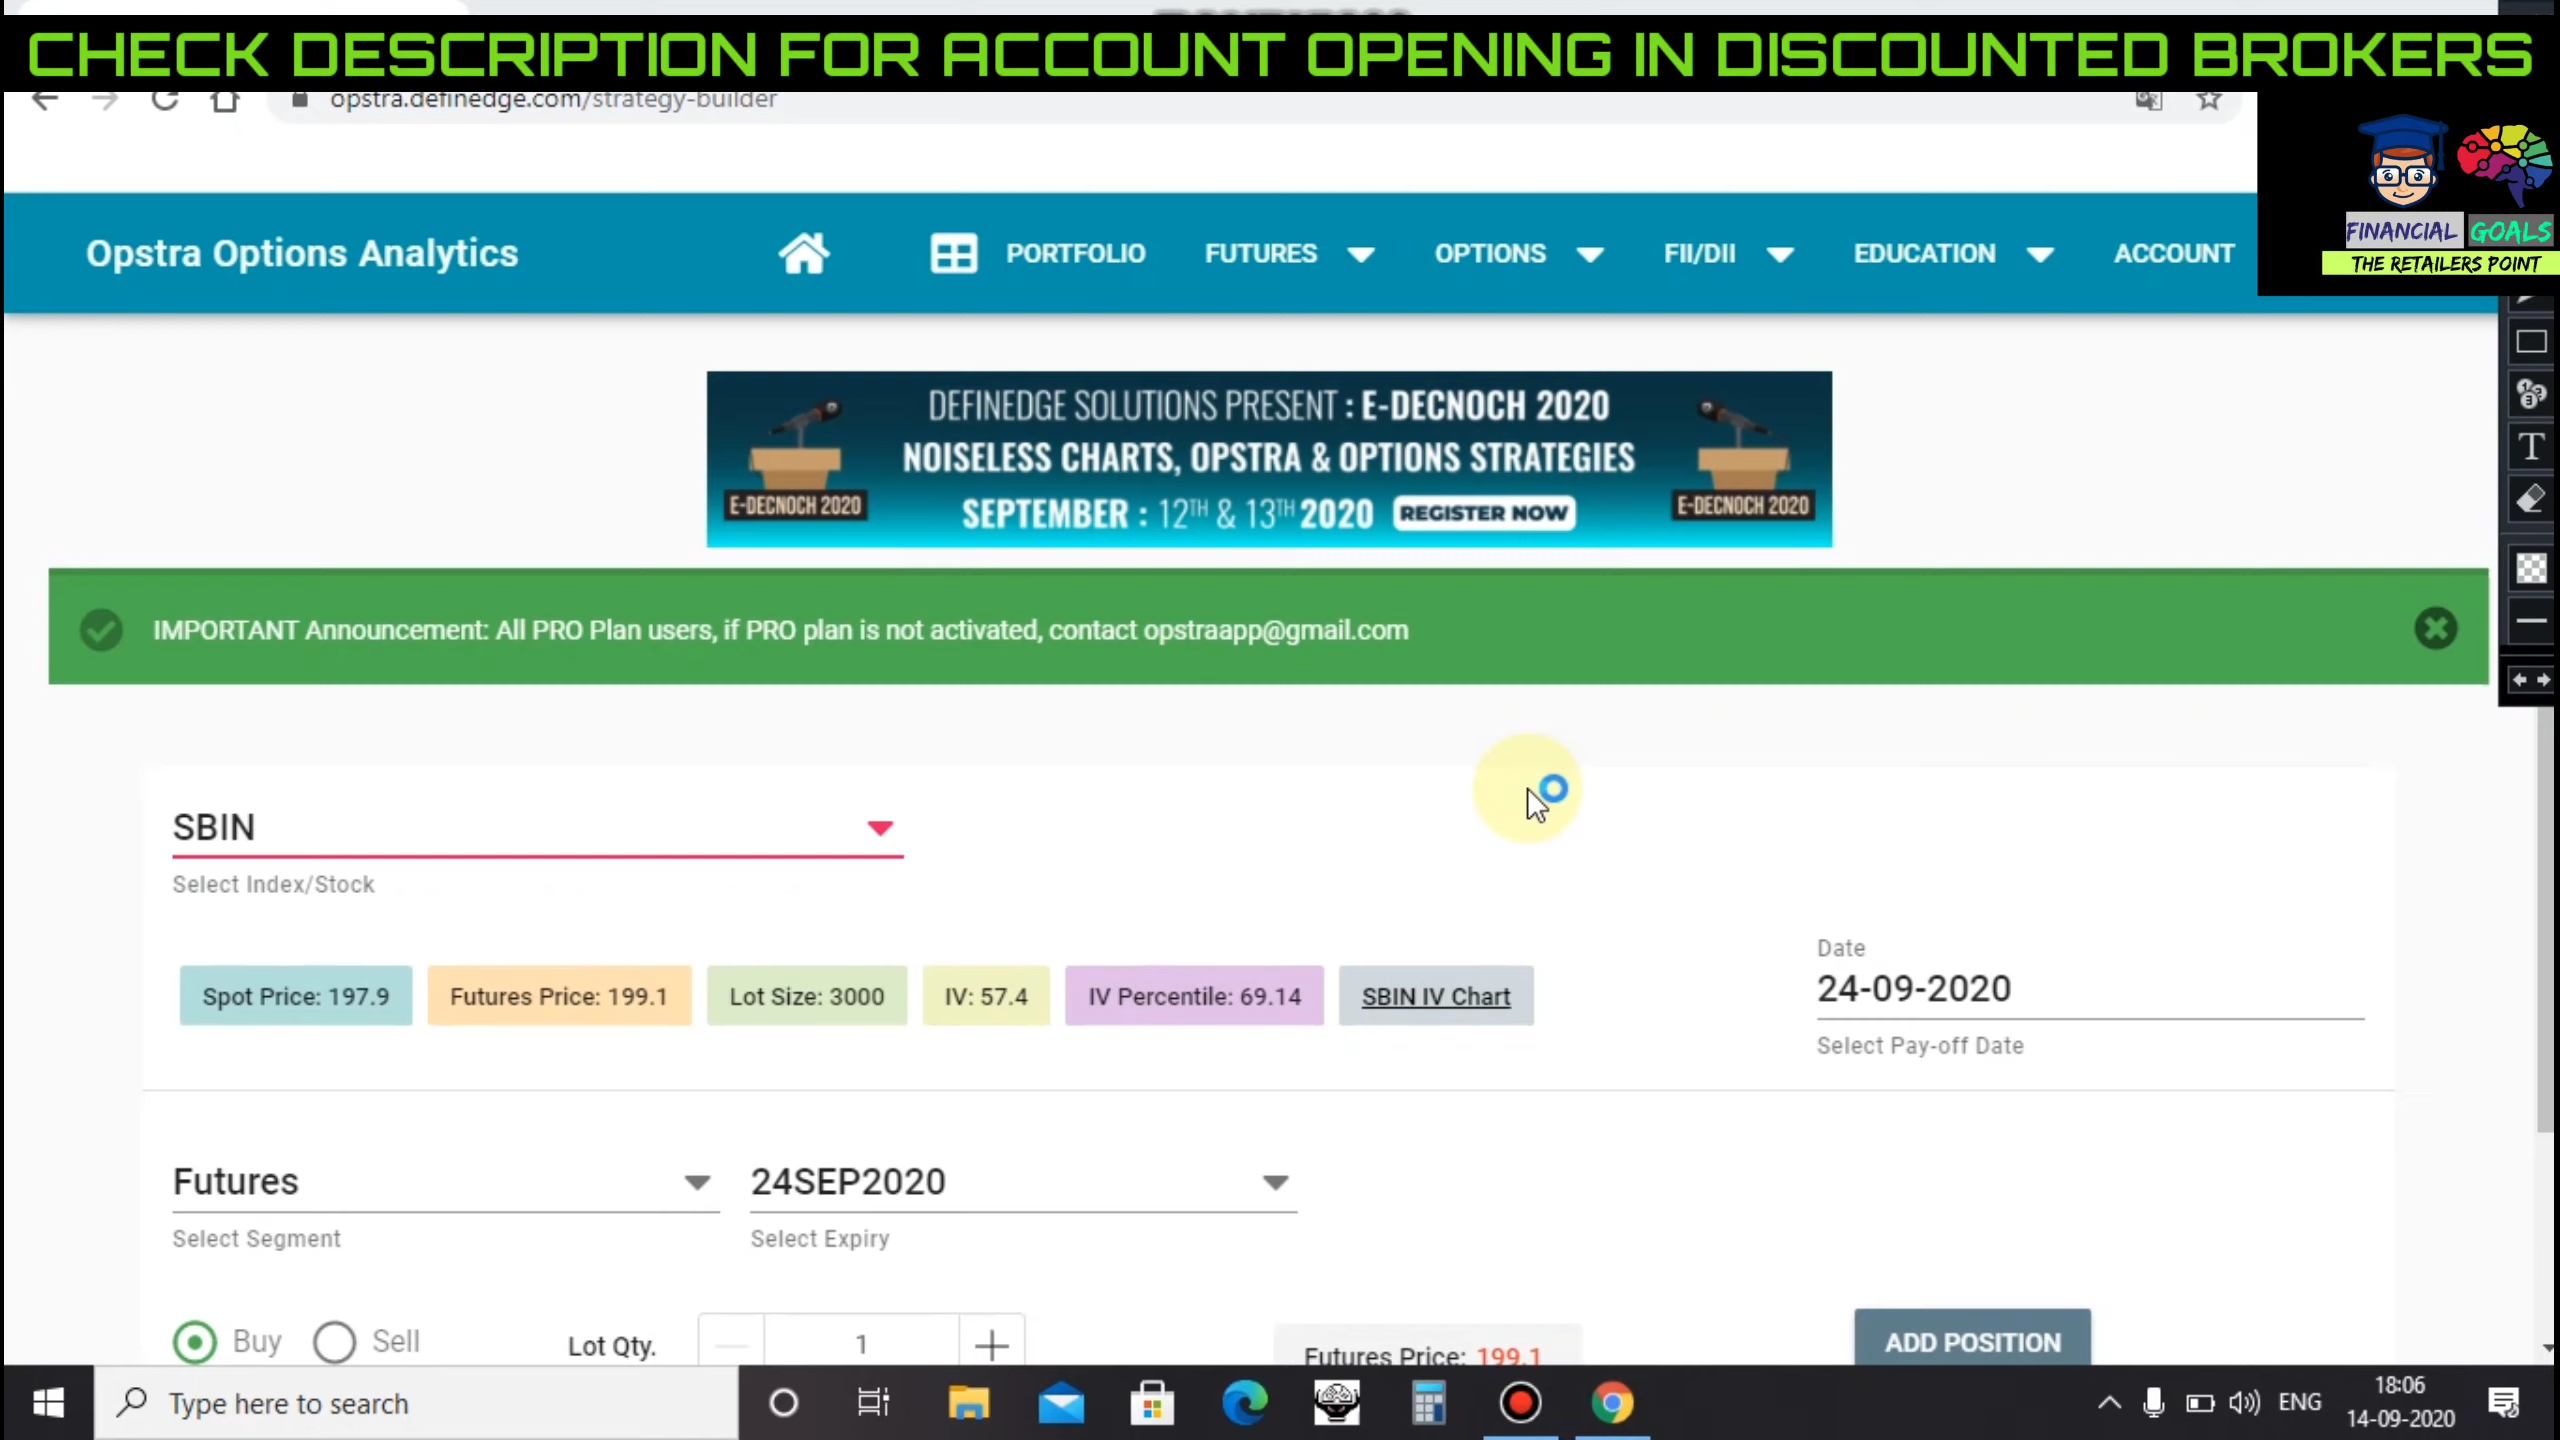 CHECK DESCRIPTION FOR ACCOUNT OPENING IN DISCOUNTED BROKERS
opstra.definedge.com/strategy-builder
FINANCIAL GOALS
THE RETAILERS POINT
Opstra Options Analytics
PORTFOLIO
FUTURES
OPTIONS
FII/DII
EDUCATION
ACCOUNT
DEFINEDGE SOLUTIONS PRESENT : E-DECNOCH 2020
NOISELESS CHARTS, OPSTRA & OPTIONS STRATEGIES
SEPTEMBER : 12TH & 13TH 2020 REGISTER NOW
E-DECNOCH 2020
E-DECNOCH 2020
IMPORTANT Announcement: All PRO Plan users, if PRO plan is not activated, contact opstraapp@gmail.com
SBIN
Select Index/Stock
Spot Price: 197.9
Futures Price: 199.1
Lot Size: 3000
IV: 57.4
IV Percentile: 69.14
SBIN IV Chart
Date
24-09-2020
Select Pay-off Date
Futures
Select Segment
24SEP2020
Select Expiry
Buy
Sell
Lot Qty.
1
Futures Price: 199.1
ADD POSITION
Type here to search
ENG
18:06
14-09-2020